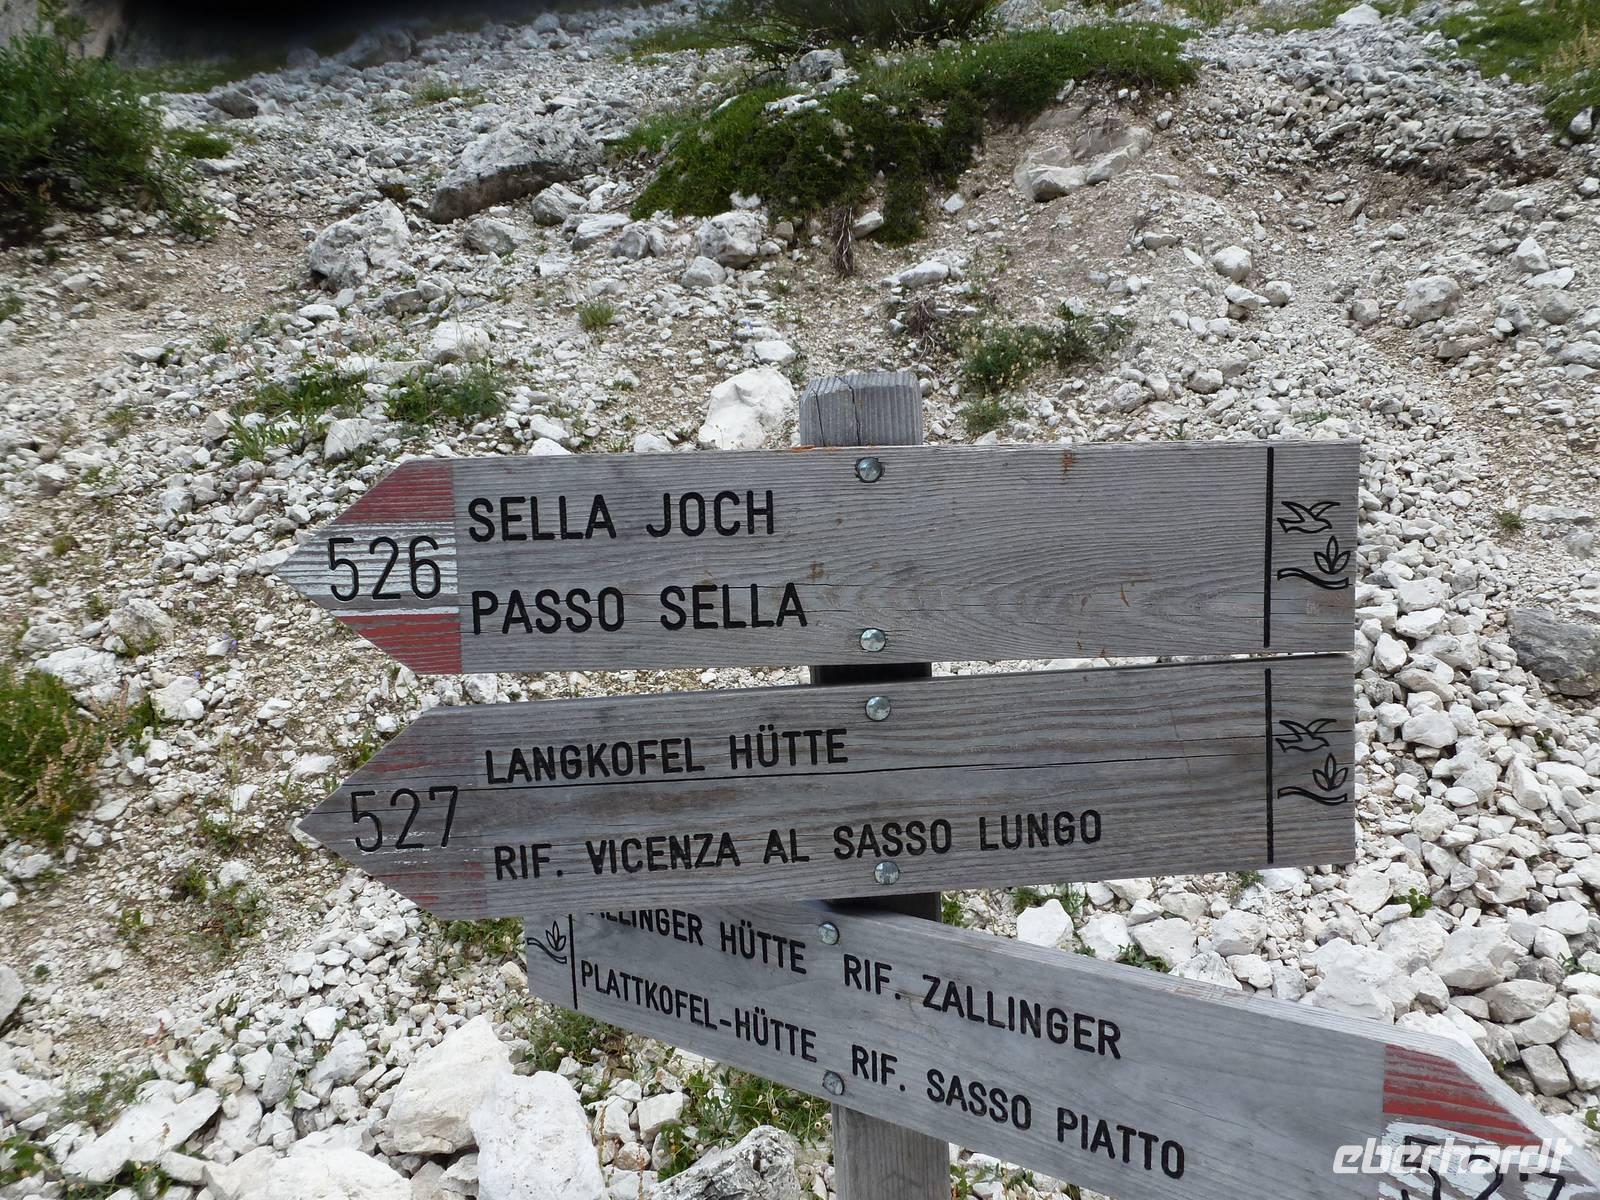 526
SELLA JOCH
PASSO SELLA
527
LANGKOFEL HÜTTE
RIF. VICENZA AL SASSO LUNGO
HÜTTE RIF. ZALLINGER
PLATTKOFEL-HÜTTE RIF. SASSO PIATTO
eberhardt